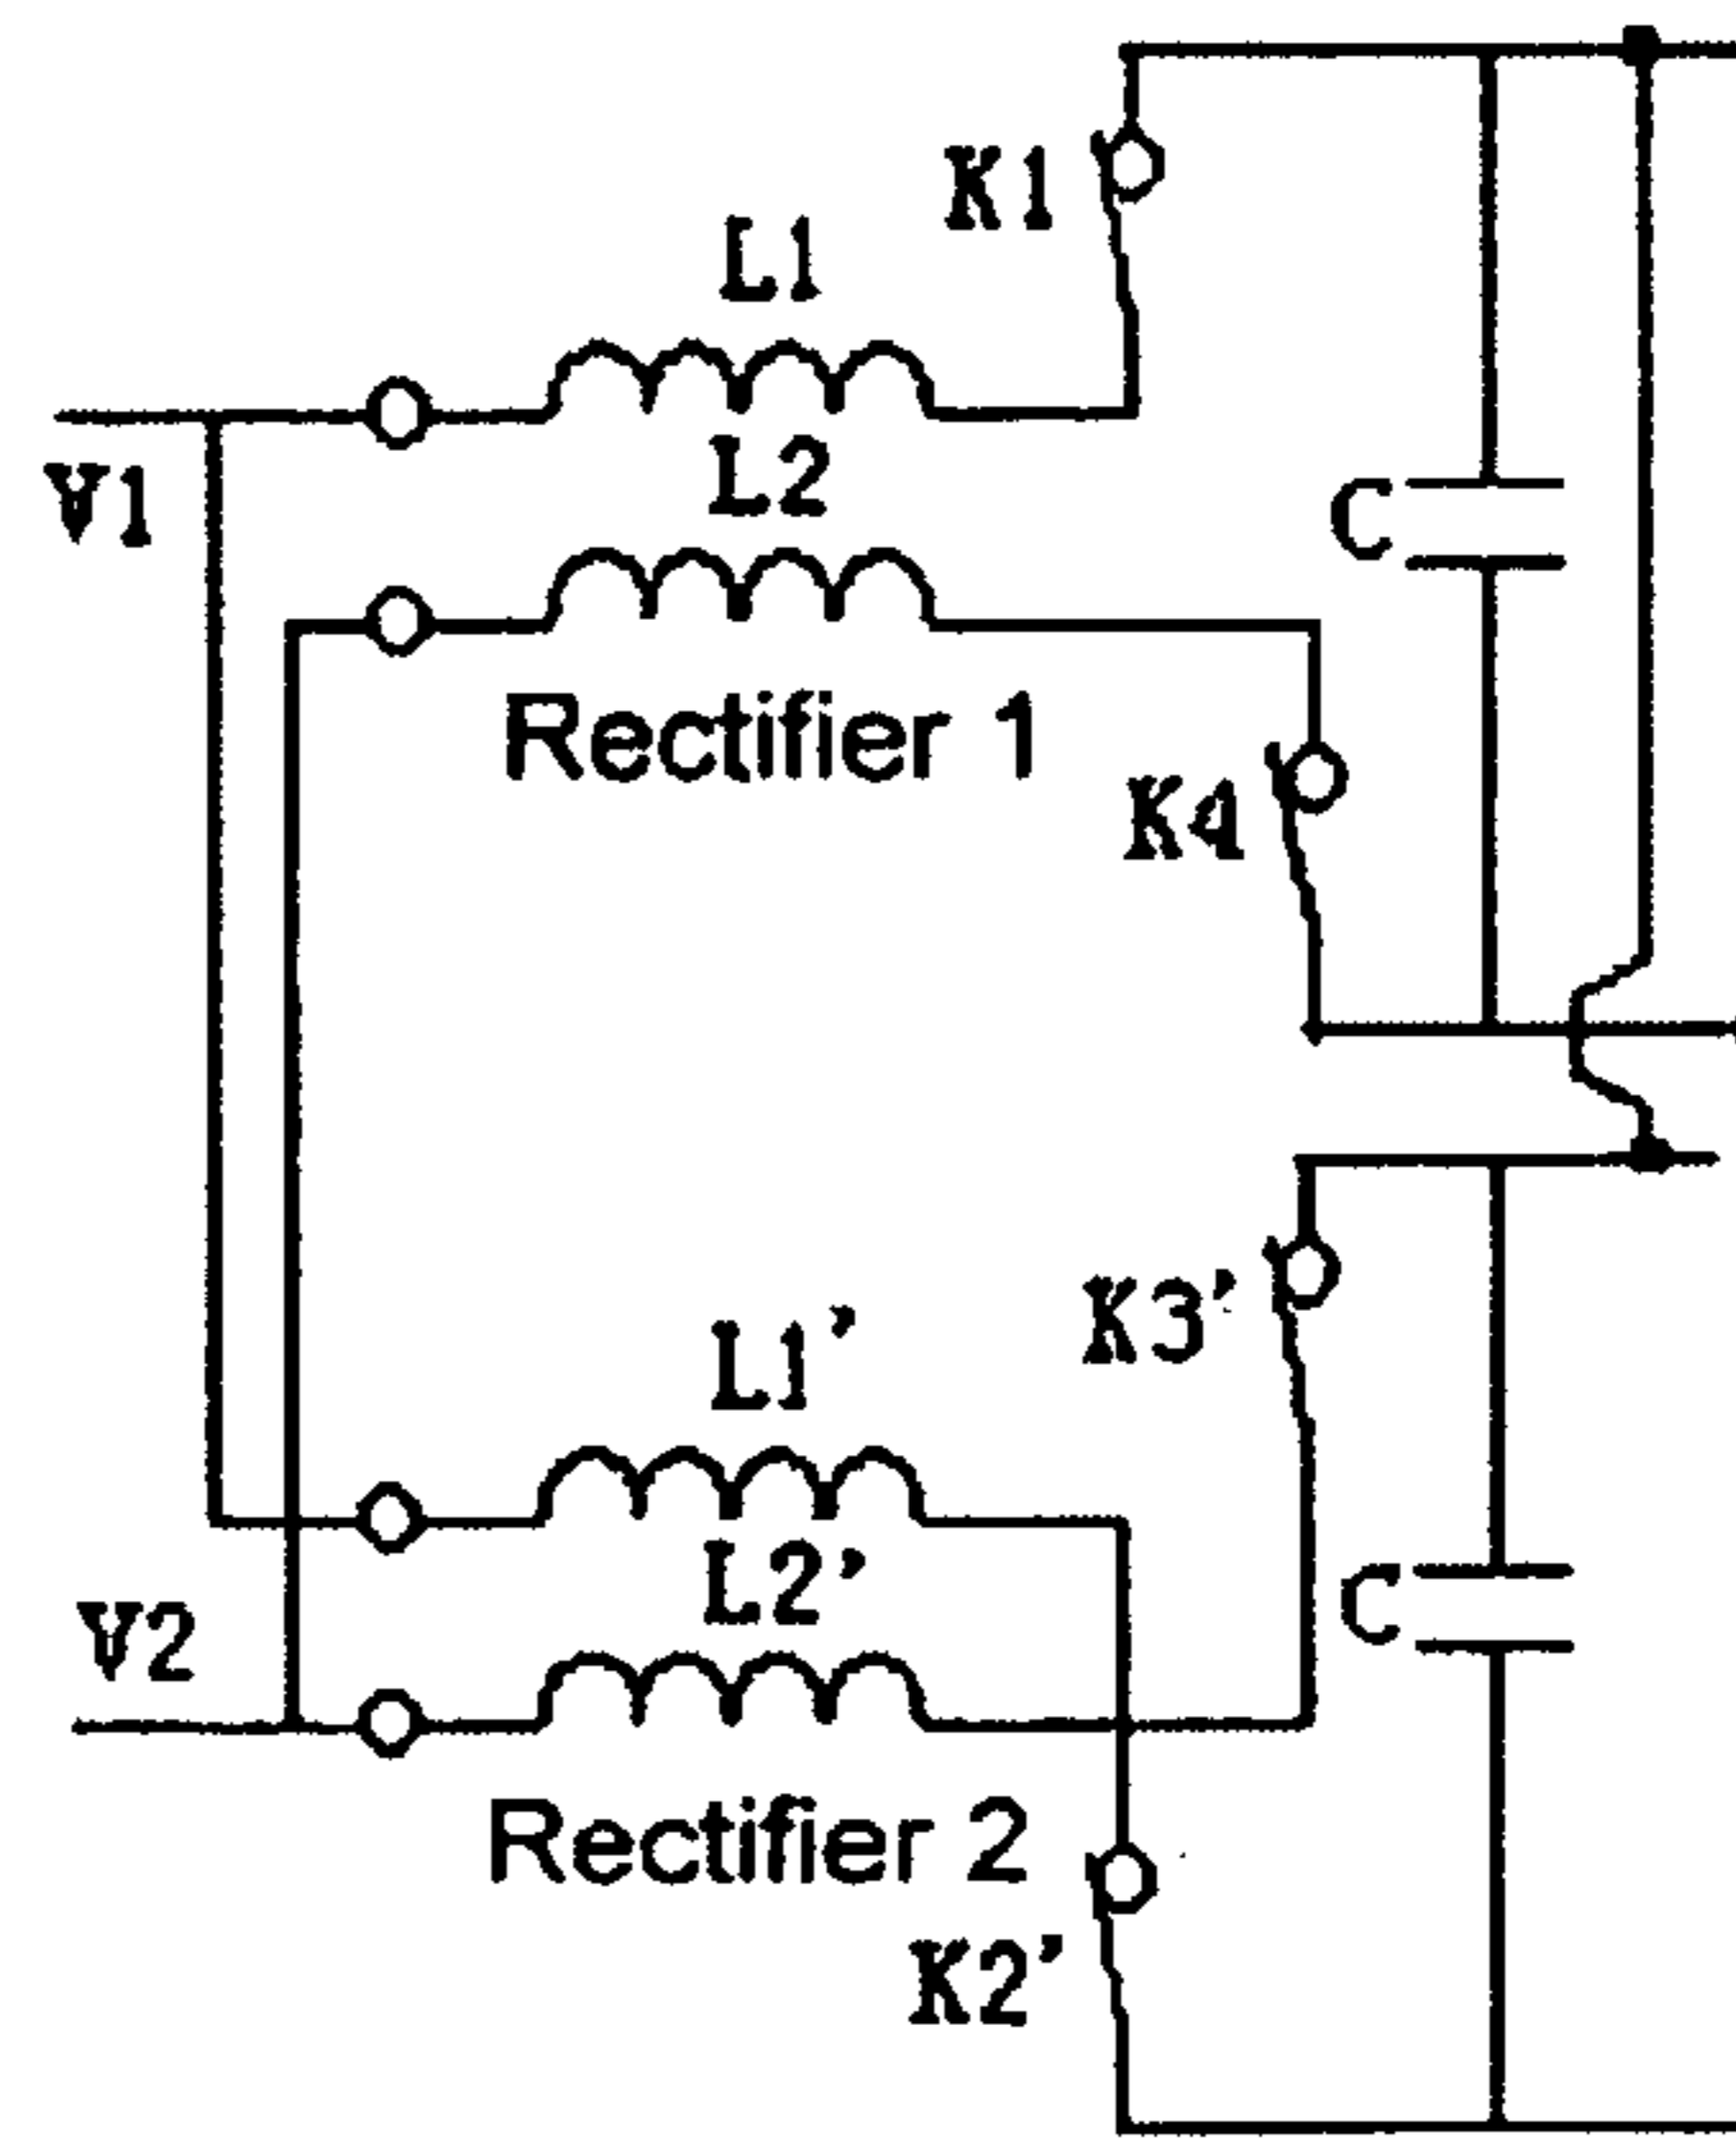 K1
L1
V1
L2
C
Rectifier 1
K4
K3'
L1'
L2'
C
V2
Rectifier 2
K2'